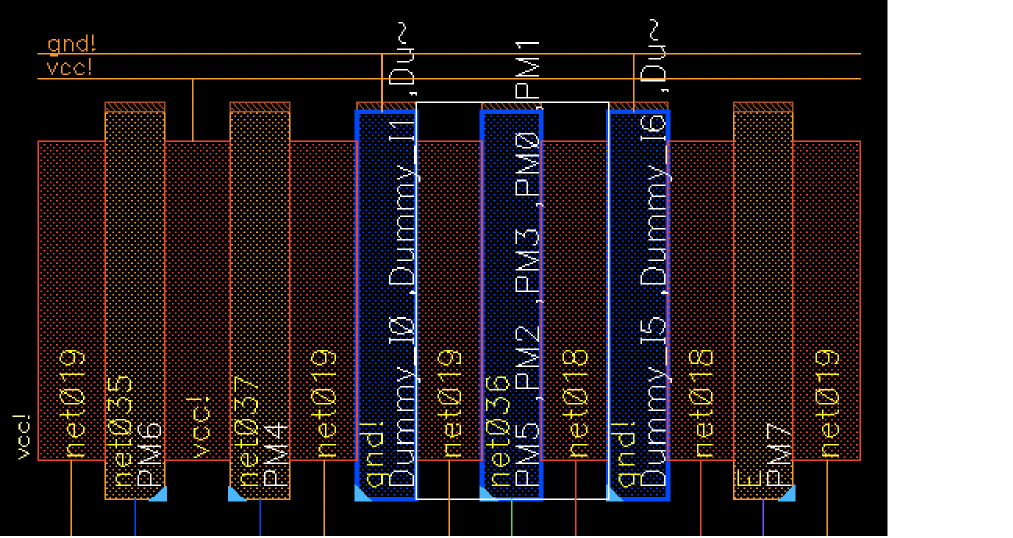 gnd!
vcc!
vcc!
net019
net035
PM6
vcc!
net037
PM4
net019
gnd!
Dummy_I0 ,Dummy_I1 ,Du~
net019
net036
PM5 ,PM2 ,PM3 ,PM0 ,PM1
net018
gnd!
Dummy_I5 ,Dummy_I6 ,Du~
net018
E
PM7
net019